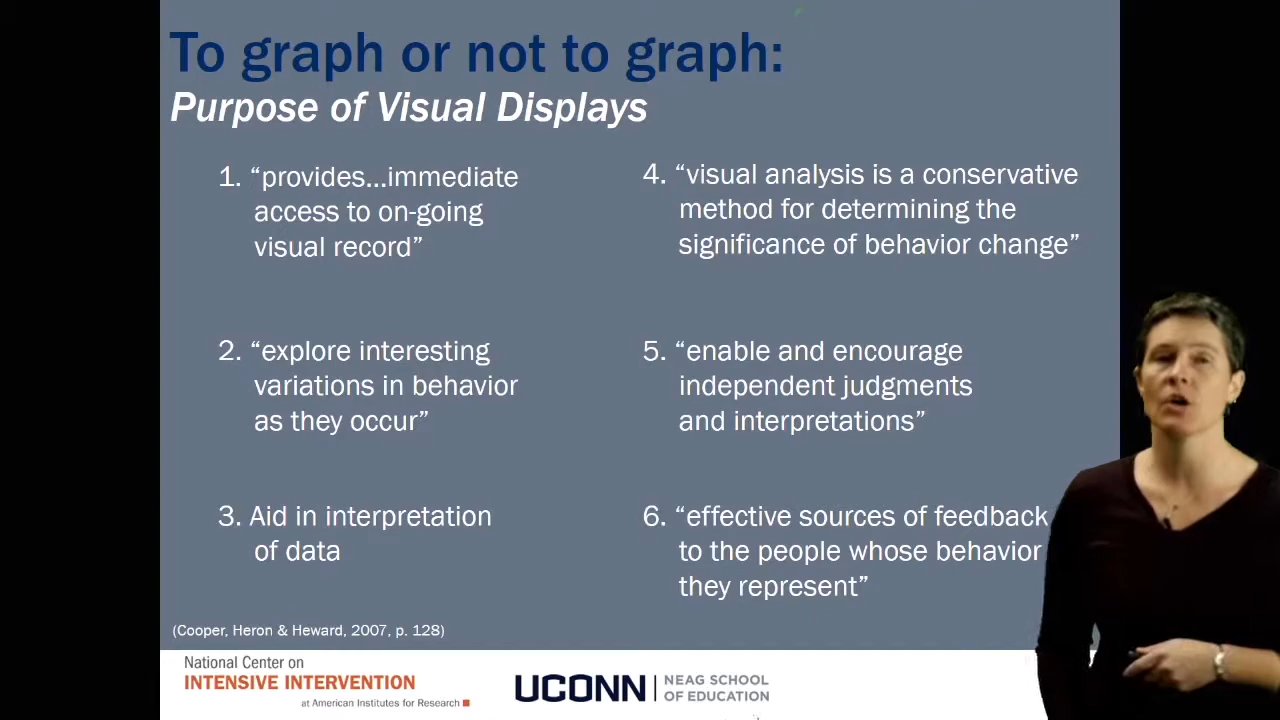 To graph or not to graph:
Purpose of Visual Displays
1. “provides...immediate
access to on-going
visual record”
2. “explore interesting
variations in behavior
as they occur”
3. Aid in interpretation
of data
4. “visual analysis is a conservative
method for determining the
significance of behavior change”
5. “enable and encourage
independent judgments
and interpretations”
6. “effective sources of feedback
to the people whose behavior
they represent”
(Cooper, Heron & Heward, 2007, p. 128)
National Center on
INTENSIVE INTERVENTION
at American Institutes for Research
UCONN
NEAG SCHOOL
OF EDUCATION